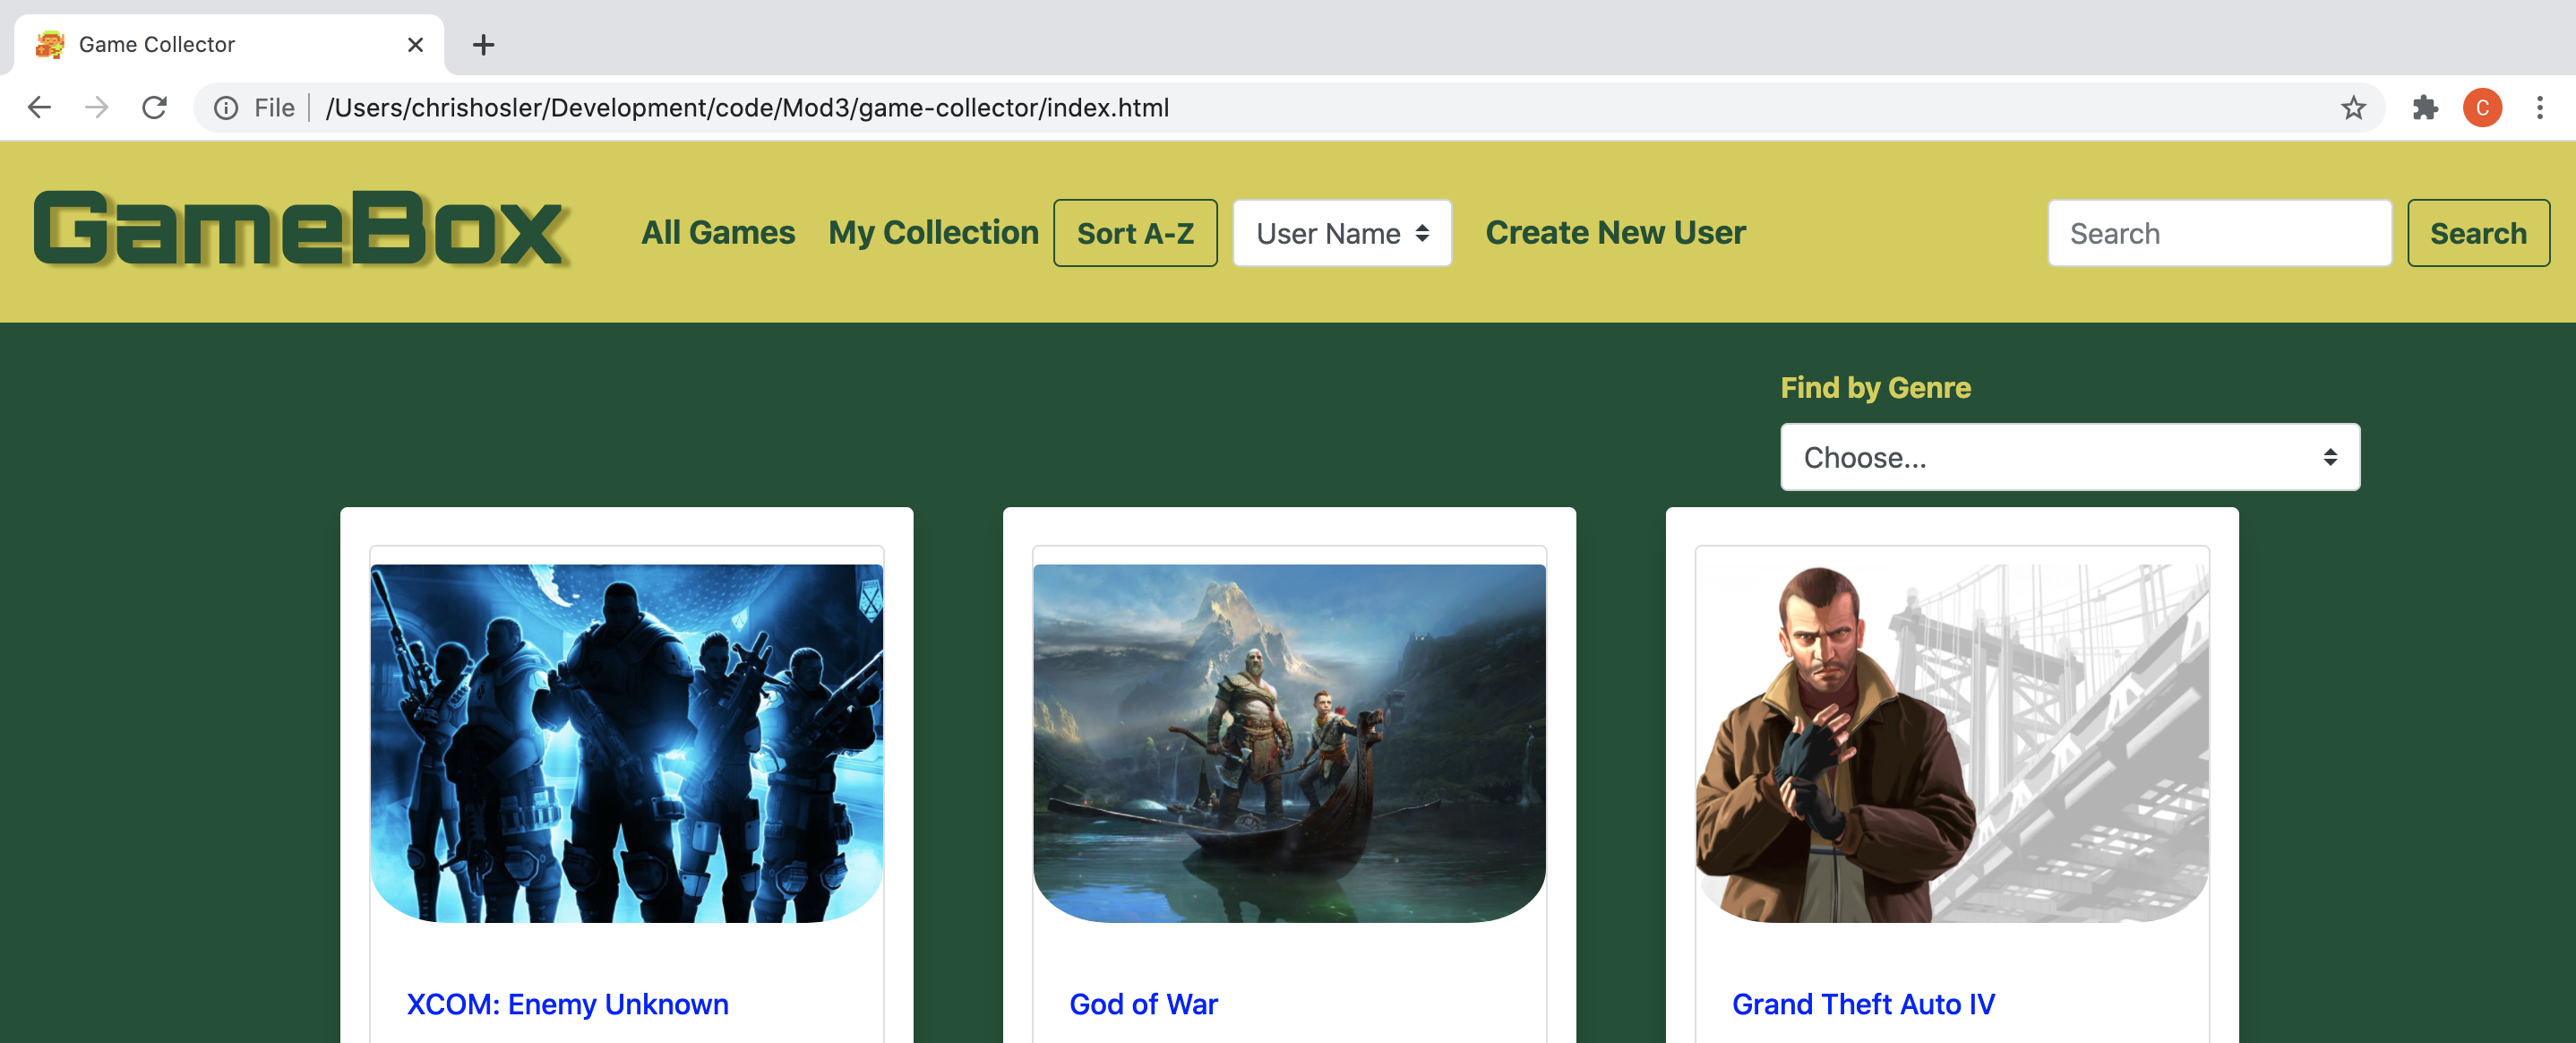 Game Collector
File /Users/chrishosler/Development/code/Mod3/game-collector/index.html
C
GameBox All Games My Collection Sort A-Z User Name Create New User Search Search
Find by Genre
Choose...
XCOM: Enemy Unknown God of War Grand Theft Auto IV